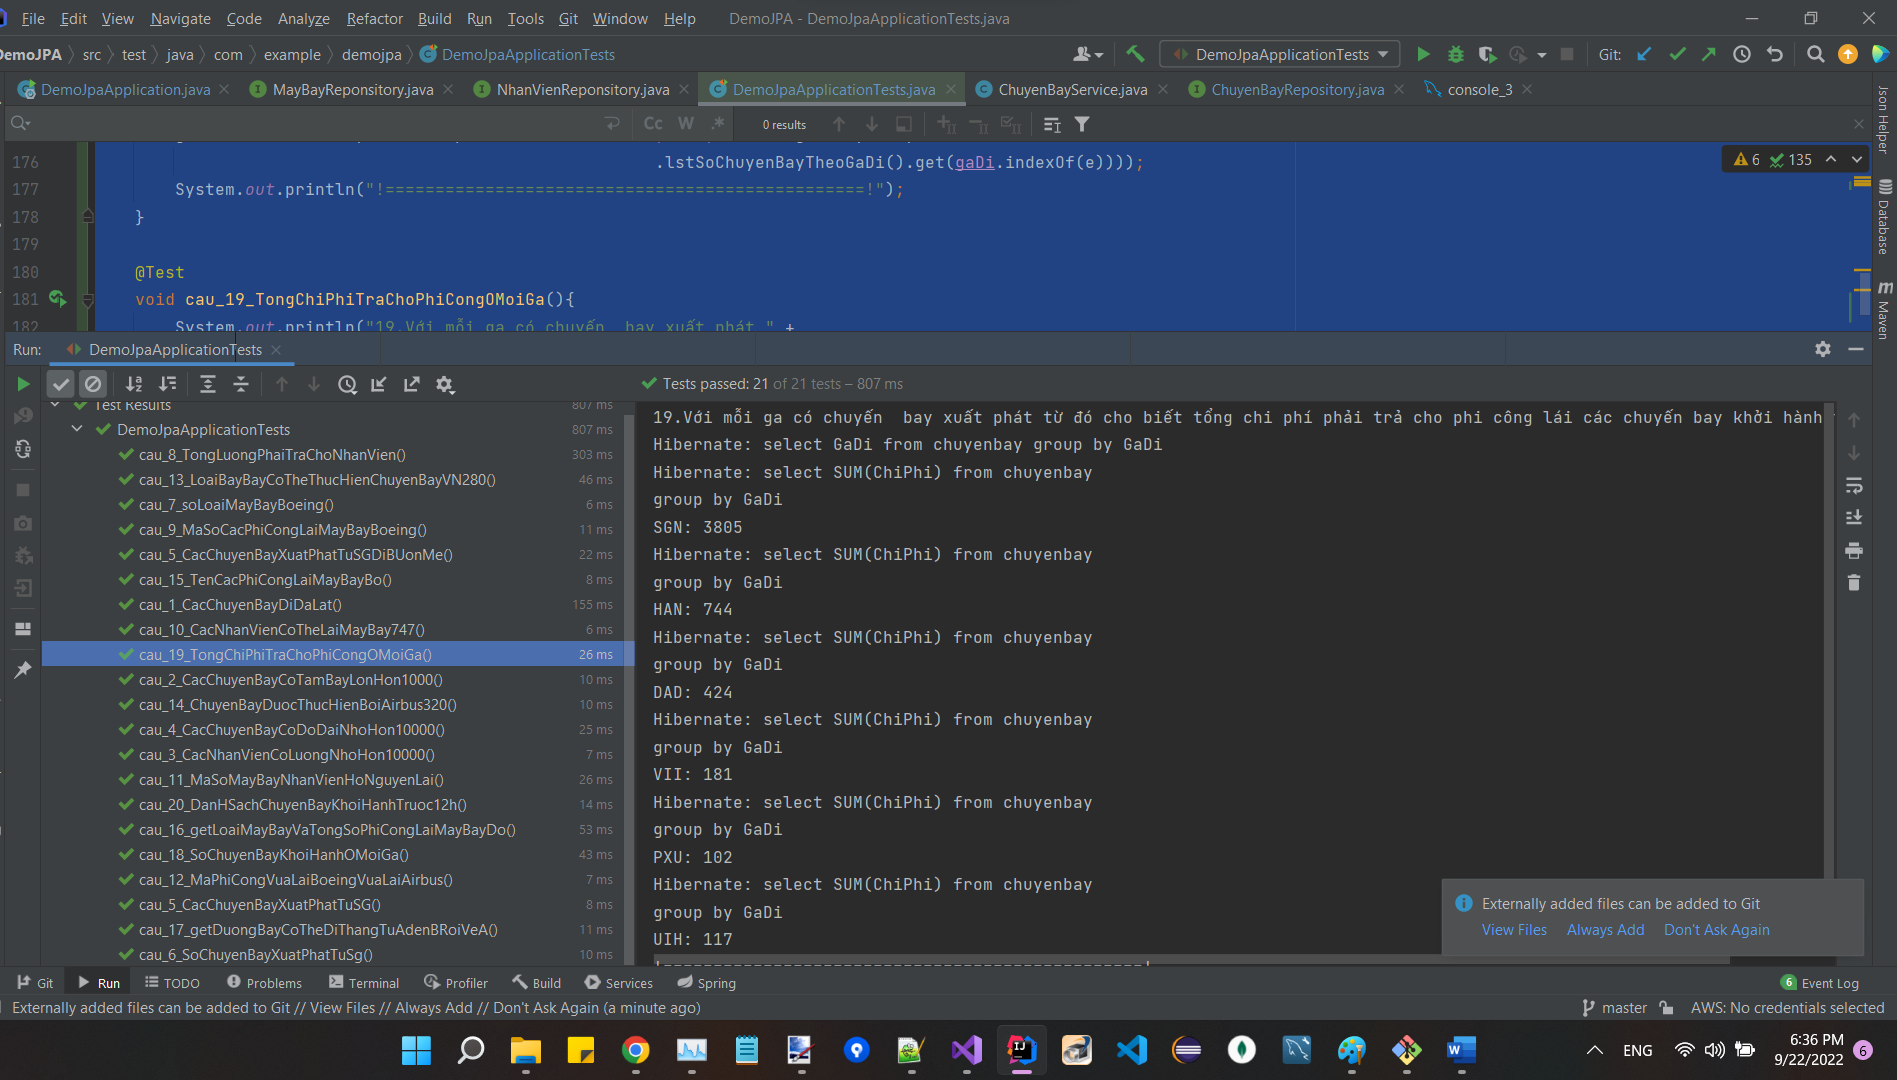 File Edit View Navigate Code Analyze Refactor Build Run Tools Git Window Help DemoJPA - DemoJpaApplicationTests.java
DemoJPA src test java com example demojpa DemoJpaApplicationTests DemoJpaApplicationTests Git:
DemoJpaApplication.java MayBayReponsitory.java NhanVienReponsitory.java DemoJpaApplicationTests.java ChuyenBayService.java ChuyenBayRepository.java console_3
Cc W .* 0 results
176 .lstSoChuyenBayTheoGaDi().get(gaDi.indexOf(e))));
6 135
177 System.out.println("!================================================!");
178 }
179
180 @Test
181 void cau_19_TongChiPhiTraChoPhiCongOMoiGa(){
182 System.out.println("19.Với mỗi ga có chuyến  bay xuất phát " +
Json Helper
Database
Maven
Run: DemoJpaApplicationTests
Tests passed: 21 of 21 tests – 807 ms
Test Results 807 ms
DemoJpaApplicationTests 807 ms
cau_8_TongLuongPhaiTraChoNhanVien() 303 ms
cau_13_LoaiBayBayCoTheThucHienChuyenBayVN280() 46 ms
cau_7_soLoaiMayBayBoeing() 6 ms
cau_9_MaSoCacPhiCongLaiMayBayBoeing() 11 ms
cau_5_CacChuyenBayXuatPhatTuSGDiBUonMe() 22 ms
cau_15_TenCacPhiCongLaiMayBayBo() 8 ms
cau_1_CacChuyenBayDiDaLat() 155 ms
cau_10_CacNhanVienCoTheLaiMayBay747() 6 ms
cau_19_TongChiPhiTraChoPhiCongOMoiGa() 26 ms
cau_2_CacChuyenBayCoTamBayLonHon1000() 10 ms
cau_14_ChuyenBayDuocThucHienBoiAirbus320() 10 ms
cau_4_CacChuyenBayCoDoDaiNhoHon10000() 25 ms
cau_3_CacNhanVienCoLuongNhoHon10000() 7 ms
cau_11_MaSoMayBayNhanVienHoNguyenLai() 26 ms
cau_20_DanHSachChuyenBayKhoiHanhTruoc12h() 14 ms
cau_16_getLoaiMayBayVaTongSoPhiCongLaiMayBayDo() 53 ms
cau_18_SoChuyenBayKhoiHanhOMoiGa() 43 ms
cau_12_MaPhiCongVuaLaiBoeingVuaLaiAirbus() 7 ms
cau_5_CacChuyenBayXuatPhatTuSG() 8 ms
cau_17_getDuongBayCoTheDiThangTuAdenBRoiVeA() 11 ms
cau_6_SoChuyenBayXuatPhatTuSg() 10 ms
19.Với mỗi ga có chuyến  bay xuất phát từ đó cho biết tổng chi phí phải trả cho phi công lái các chuyến bay khởi hành
Hibernate: select GaDi from chuyenbay group by GaDi
Hibernate: select SUM(ChiPhi) from chuyenbay
group by GaDi
SGN: 3805
Hibernate: select SUM(ChiPhi) from chuyenbay
group by GaDi
HAN: 744
Hibernate: select SUM(ChiPhi) from chuyenbay
group by GaDi
DAD: 424
Hibernate: select SUM(ChiPhi) from chuyenbay
group by GaDi
VII: 181
Hibernate: select SUM(ChiPhi) from chuyenbay
group by GaDi
PXU: 102
Hibernate: select SUM(ChiPhi) from chuyenbay
group by GaDi
UIH: 117
Externally added files can be added to Git
View Files Always Add Don't Ask Again
Git Run TODO Problems Terminal Profiler Build Services Spring 6 Event Log
Externally added files can be added to Git // View Files // Always Add // Don't Ask Again (a minute ago) master AWS: No credentials selected
ENG 6:36 PM
9/22/2022 6